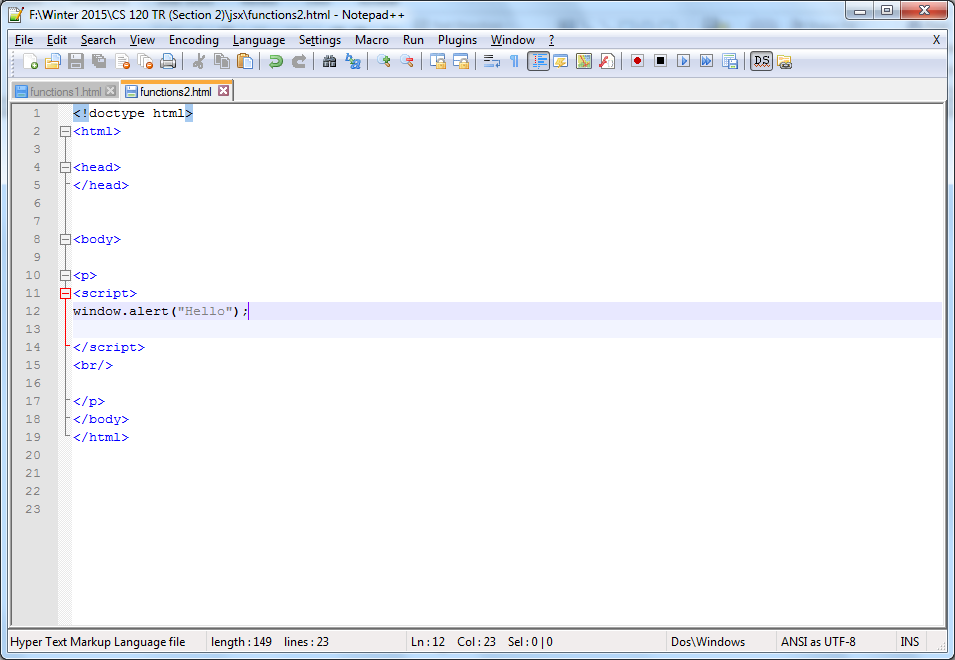 F:\Winter 2015\CS 120 TR (Section 2)\jsx\functions2.html - Notepad++
File Edit Search View Encoding Language Settings Macro Run Plugins Window ? X
DS
functions1.html functions2.html
1 <!doctype html>
2 <html>
3
4 <head>
5 </head>
6
7
8 <body>
9
10 <p>
11 <script>
12 window.alert("Hello");
13
14 </script>
15 <br/>
16
17 </p>
18 </body>
19 </html>
20
21
22
23
Hyper Text Markup Language file length : 149 lines : 23 Ln : 12 Col : 23 Sel : 0 | 0 Dos\Windows ANSI as UTF-8 INS